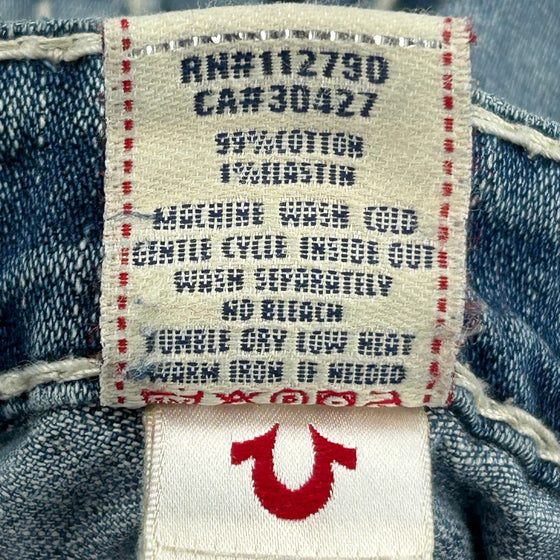 RN#112790
CA#30427
99%COTTON
1%ELASTIN
MACHINE WASH COLD
GENTLE CYCLE INSIDE OUT
WASH SEPARATELY
NO BLEACH
TUMBLE DRY LOW HEAT
WARM IRON IF NEEDED